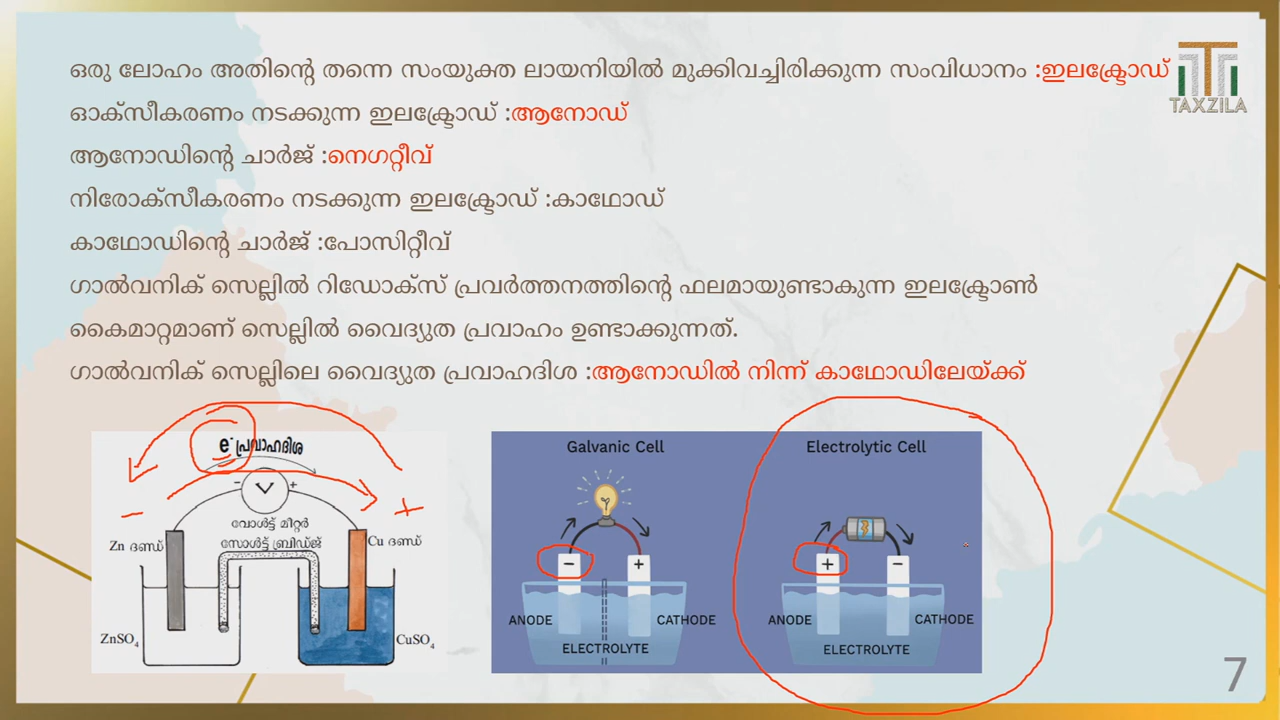 ഒരു ലോഹം അതിന്റെ തന്നെ സംയുക്ത ലായനിയിൽ മുക്കിവച്ചിരിക്കുന്ന സംവിധാനം :ഇലക്ട്രോഡ്
TAXZILA
ഓക്സീകരണം നടക്കുന്ന ഇലക്ട്രോഡ് :ആനോഡ്
ആനോഡിന്റെ ചാർജ് :നെഗറ്റീവ്
നിരോക്സീകരണം നടക്കുന്ന ഇലക്ട്രോഡ് :കാഥോഡ്
കാഥോഡിന്റെ ചാർജ് :പോസിറ്റീവ്
ഗാൽവനിക് സെല്ലിൽ റിഡോക്സ് പ്രവർത്തനത്തിന്റെ ഫലമായുണ്ടാകുന്ന ഇലക്ട്രോൺ
കൈമാറ്റമാണ് സെല്ലിൽ വൈദ്യുത പ്രവാഹം ഉണ്ടാക്കുന്നത്.
ഗാൽവനിക് സെല്ലിലെ വൈദ്യുത പ്രവാഹദിശ :ആനോഡിൽ നിന്ന് കാഥോഡിലേയ്ക്ക്
e⁻ പ്രവാഹദിശ
− V +
− +
വോൾട്ട് മീറ്റർ
Zn ദണ്ഡ് സോൾട്ട് ബ്രിഡ്ജ് Cu ദണ്ഡ്
ZnSO₄ CuSO₄
Galvanic Cell
− +
ANODE CATHODE
ELECTROLYTE
Electrolytic Cell
+ −
ANODE CATHODE
ELECTROLYTE
7